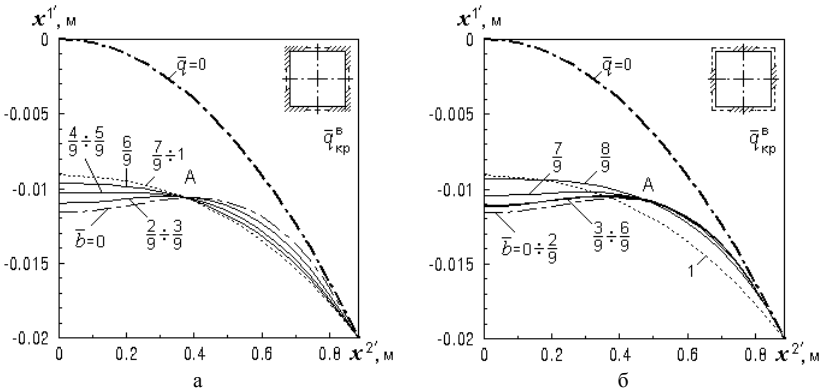 x¹′, м
0
-0.005
-0.01
-0.015
-0.02
0
0.2
0.4
0.6
0.8
x²′, м
q̄=0
q̄ᴮкр
4/9÷5/9
6/9
7/9÷1
A
b̄=0
2/9÷3/9
а
x¹′, м
0
-0.005
-0.01
-0.015
-0.02
0
0.2
0.4
0.6
0.8
x²′, м
q̄=0
q̄ᴮкр
7/9
8/9
A
b̄=0÷2/9
3/9÷6/9
1
б